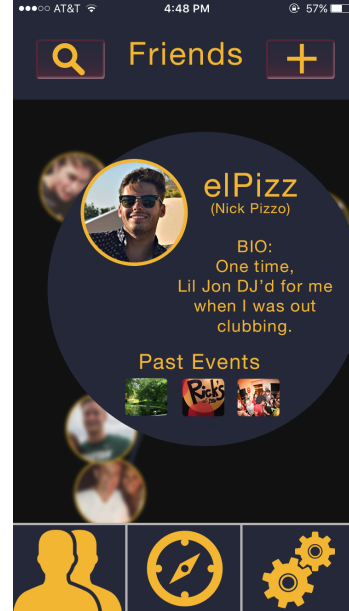 AT&T
4:48 PM
57%
Friends
elPizz
(Nick Pizzo)
BIO:
One time,
Lil Jon DJ'd for me
when I was out
clubbing.
Past Events
Rick's